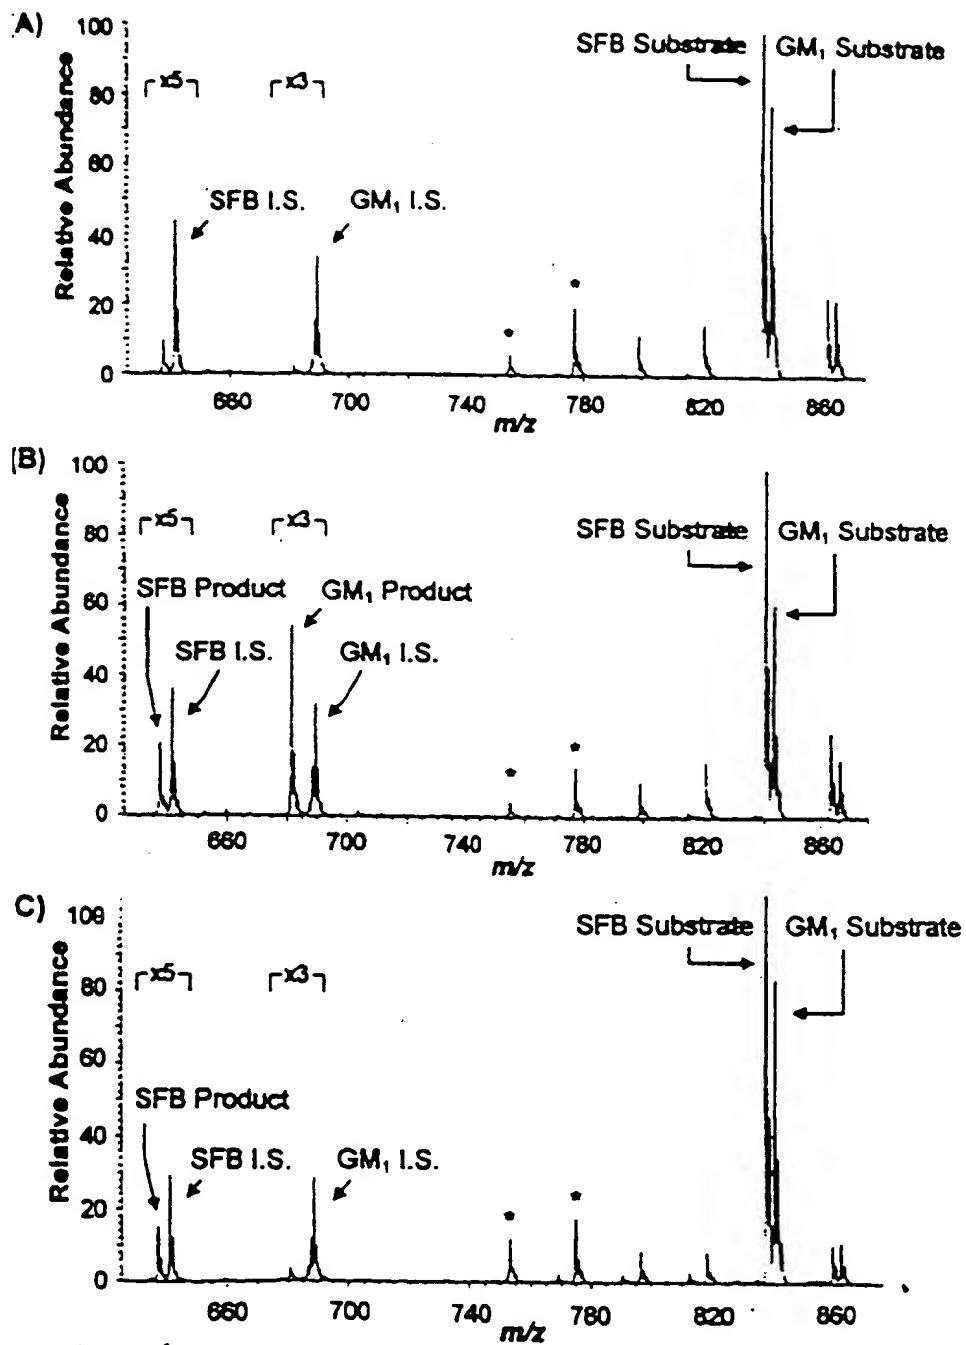 A)
100
80
60
40
20
0
Relative Abundance
x5
x3
SFB Substrate
GM₁ Substrate
SFB I.S.
GM₁ I.S.
*
*
660 700 740 780 820 860
m/z
(B)
100
80
60
40
20
0
Relative Abundance
x5
x3
SFB Substrate
GM₁ Substrate
SFB Product
GM₁ Product
SFB I.S.
GM₁ I.S.
*
*
660 700 740 780 820 860
m/z
C)
100
80
60
40
20
0
Relative Abundance
x5
x3
SFB Substrate
GM₁ Substrate
SFB Product
SFB I.S.
GM₁ I.S.
*
*
660 700 740 780 820 860
m/z